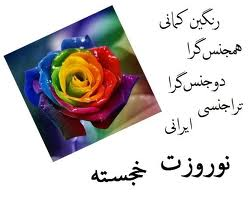 رنگین کمانی
همجنس‌گرا
دوجنس‌گرا
تراجنسی
ایرانی
نوروزت خجسته